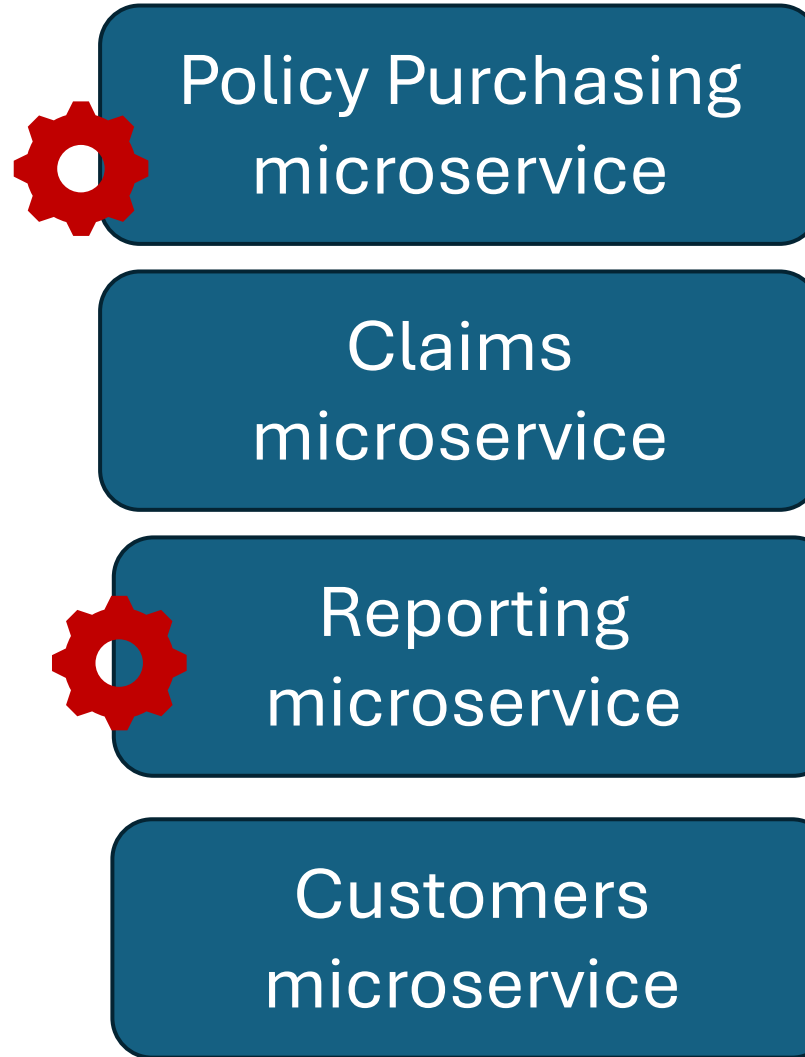 Policy Purchasing
microservice
Claims
microservice
Reporting
microservice
Customers
microservice